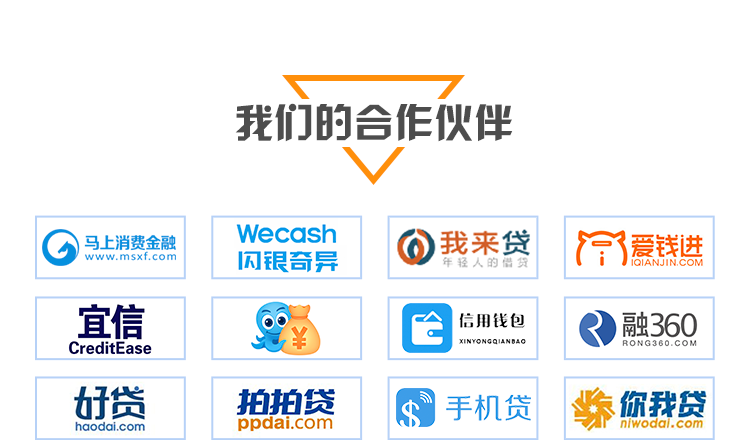 我们的合作伙伴
马上消费金融
www.msxf.com
Wecash
闪银奇异
我来贷
年轻人的借贷
爱钱进
IQIANJIN.COM
宜信
CreditEase
¥
信用钱包
XINYONGQIANBAO
融360
RONG360.COM
好贷
haodai.com
拍拍贷
ppdai.com
$
手机贷
你我贷
niwodai.com